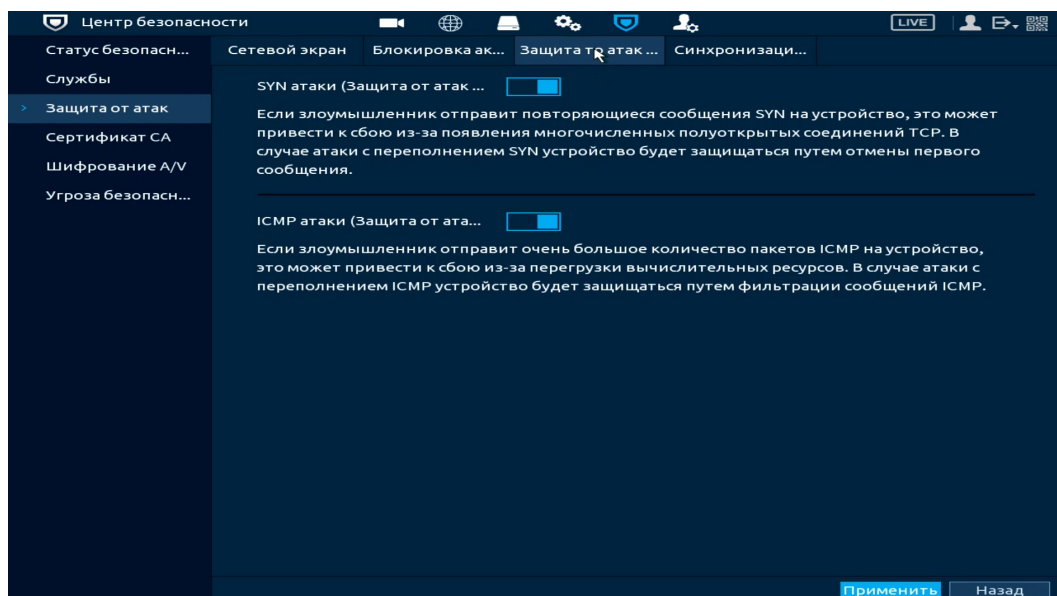 Центр безопасности
LIVE
Статус безопасн...
Службы
Защита от атак
Сертификат CA
Шифрование A/V
Угроза безопасн...
Сетевой экран
Блокировка ак...
Защита то атак ...
Синхронизаци...
SYN атаки (Защита от атак ...
Если злоумышленник отправит повторяющиеся сообщения SYN на устройство, это может
привести к сбою из-за появления многочисленных полуоткрытых соединений TCP. В
случае атаки с переполнением SYN устройство будет защищаться путем отмены первого
сообщения.
ICMP атаки (Защита от ата...
Если злоумышленник отправит очень большое количество пакетов ICMP на устройство,
это может привести к сбою из-за перегрузки вычислительных ресурсов. В случае атаки с
переполнением ICMP устройство будет защищаться путем фильтрации сообщений ICMP.
Применить
Назад